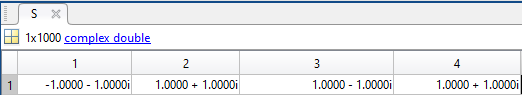 S
1x1000 complex double
1 2 3 4
1 -1.0000 - 1.0000i 1.0000 + 1.0000i 1.0000 - 1.0000i 1.0000 + 1.0000i